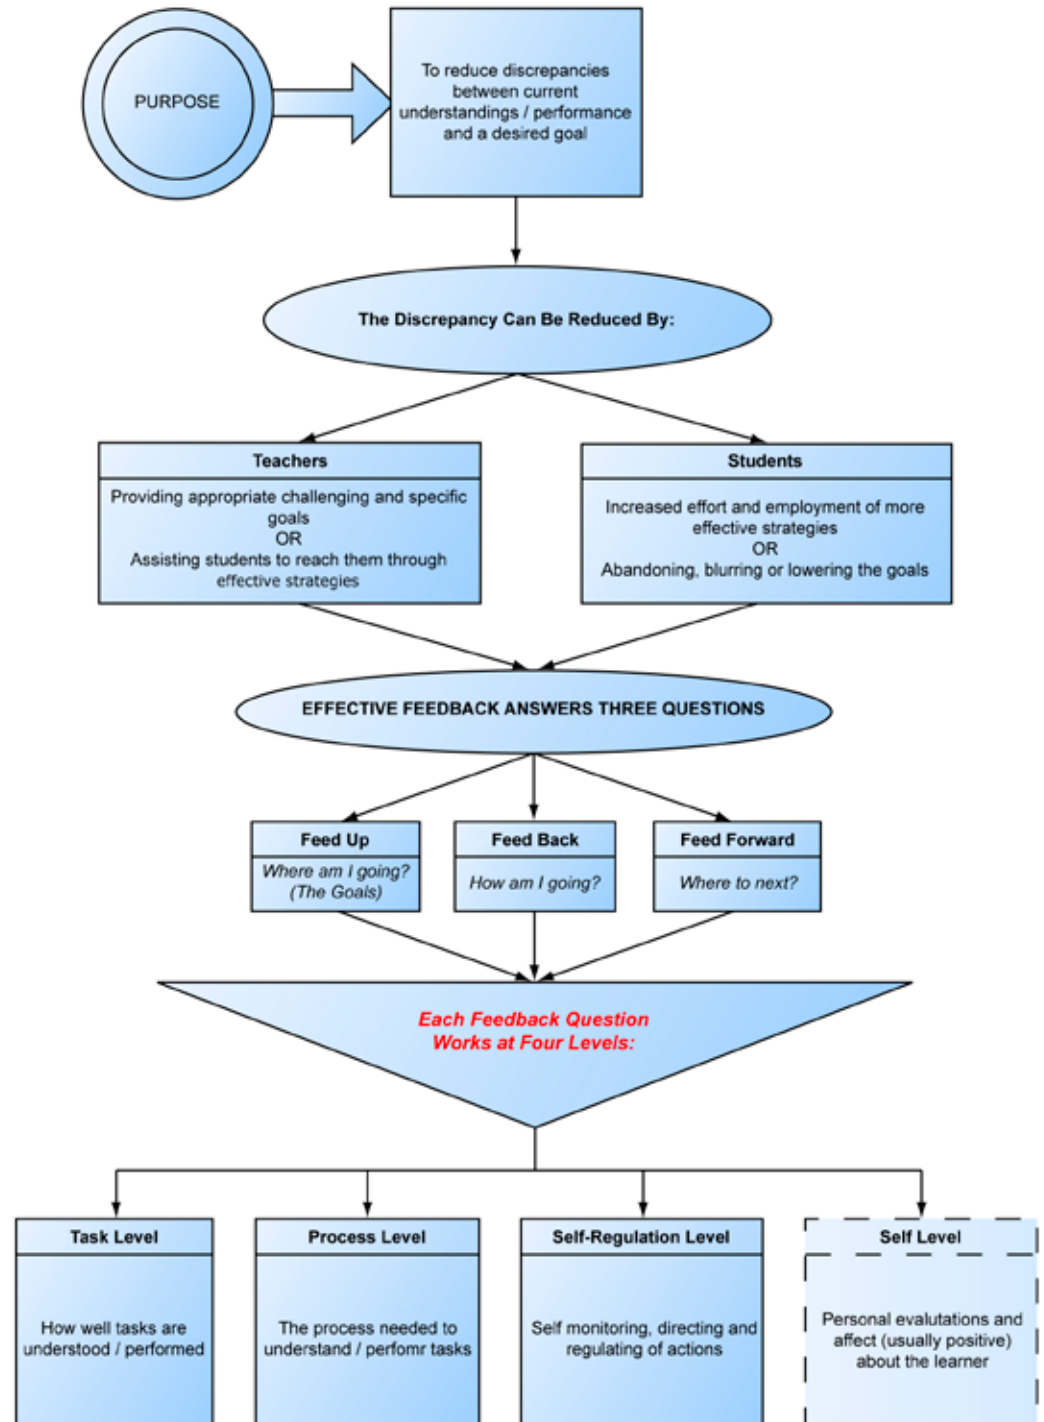 PURPOSE
To reduce discrepancies
between current
understandings / performance
and a desired goal
The Discrepancy Can Be Reduced By:
Teachers
Providing appropriate challenging and specific
goals
OR
Assisting students to reach them through
effective strategies
Students
Increased effort and employment of more
effective strategies
OR
Abandoning, blurring or lowering the goals
EFFECTIVE FEEDBACK ANSWERS THREE QUESTIONS
Feed Up
Where am I going?
(The Goals)
Feed Back
How am I going?
Feed Forward
Where to next?
Each Feedback Question
Works at Four Levels:
Task Level
How well tasks are
understood / performed
Process Level
The process needed to
understand / perfomr tasks
Self-Regulation Level
Self monitoring, directing and
regulating of actions
Self Level
Personal evalutations and
affect (usually positive)
about the learner